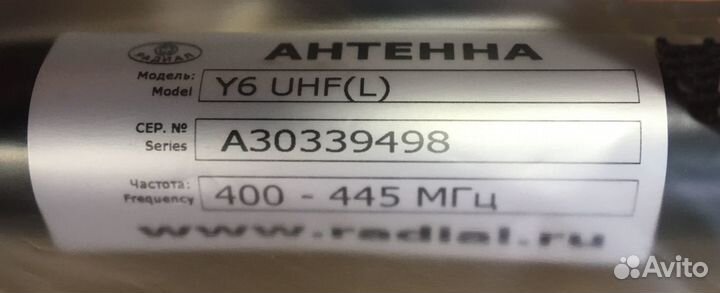 РАДИАЛ
АНТЕННА
Модель: Y6 UHF(L)
Model
СЕР. № A30339498
Series
Частота: 400 - 445 МГц
Frequency
www.radial.ru
Avito